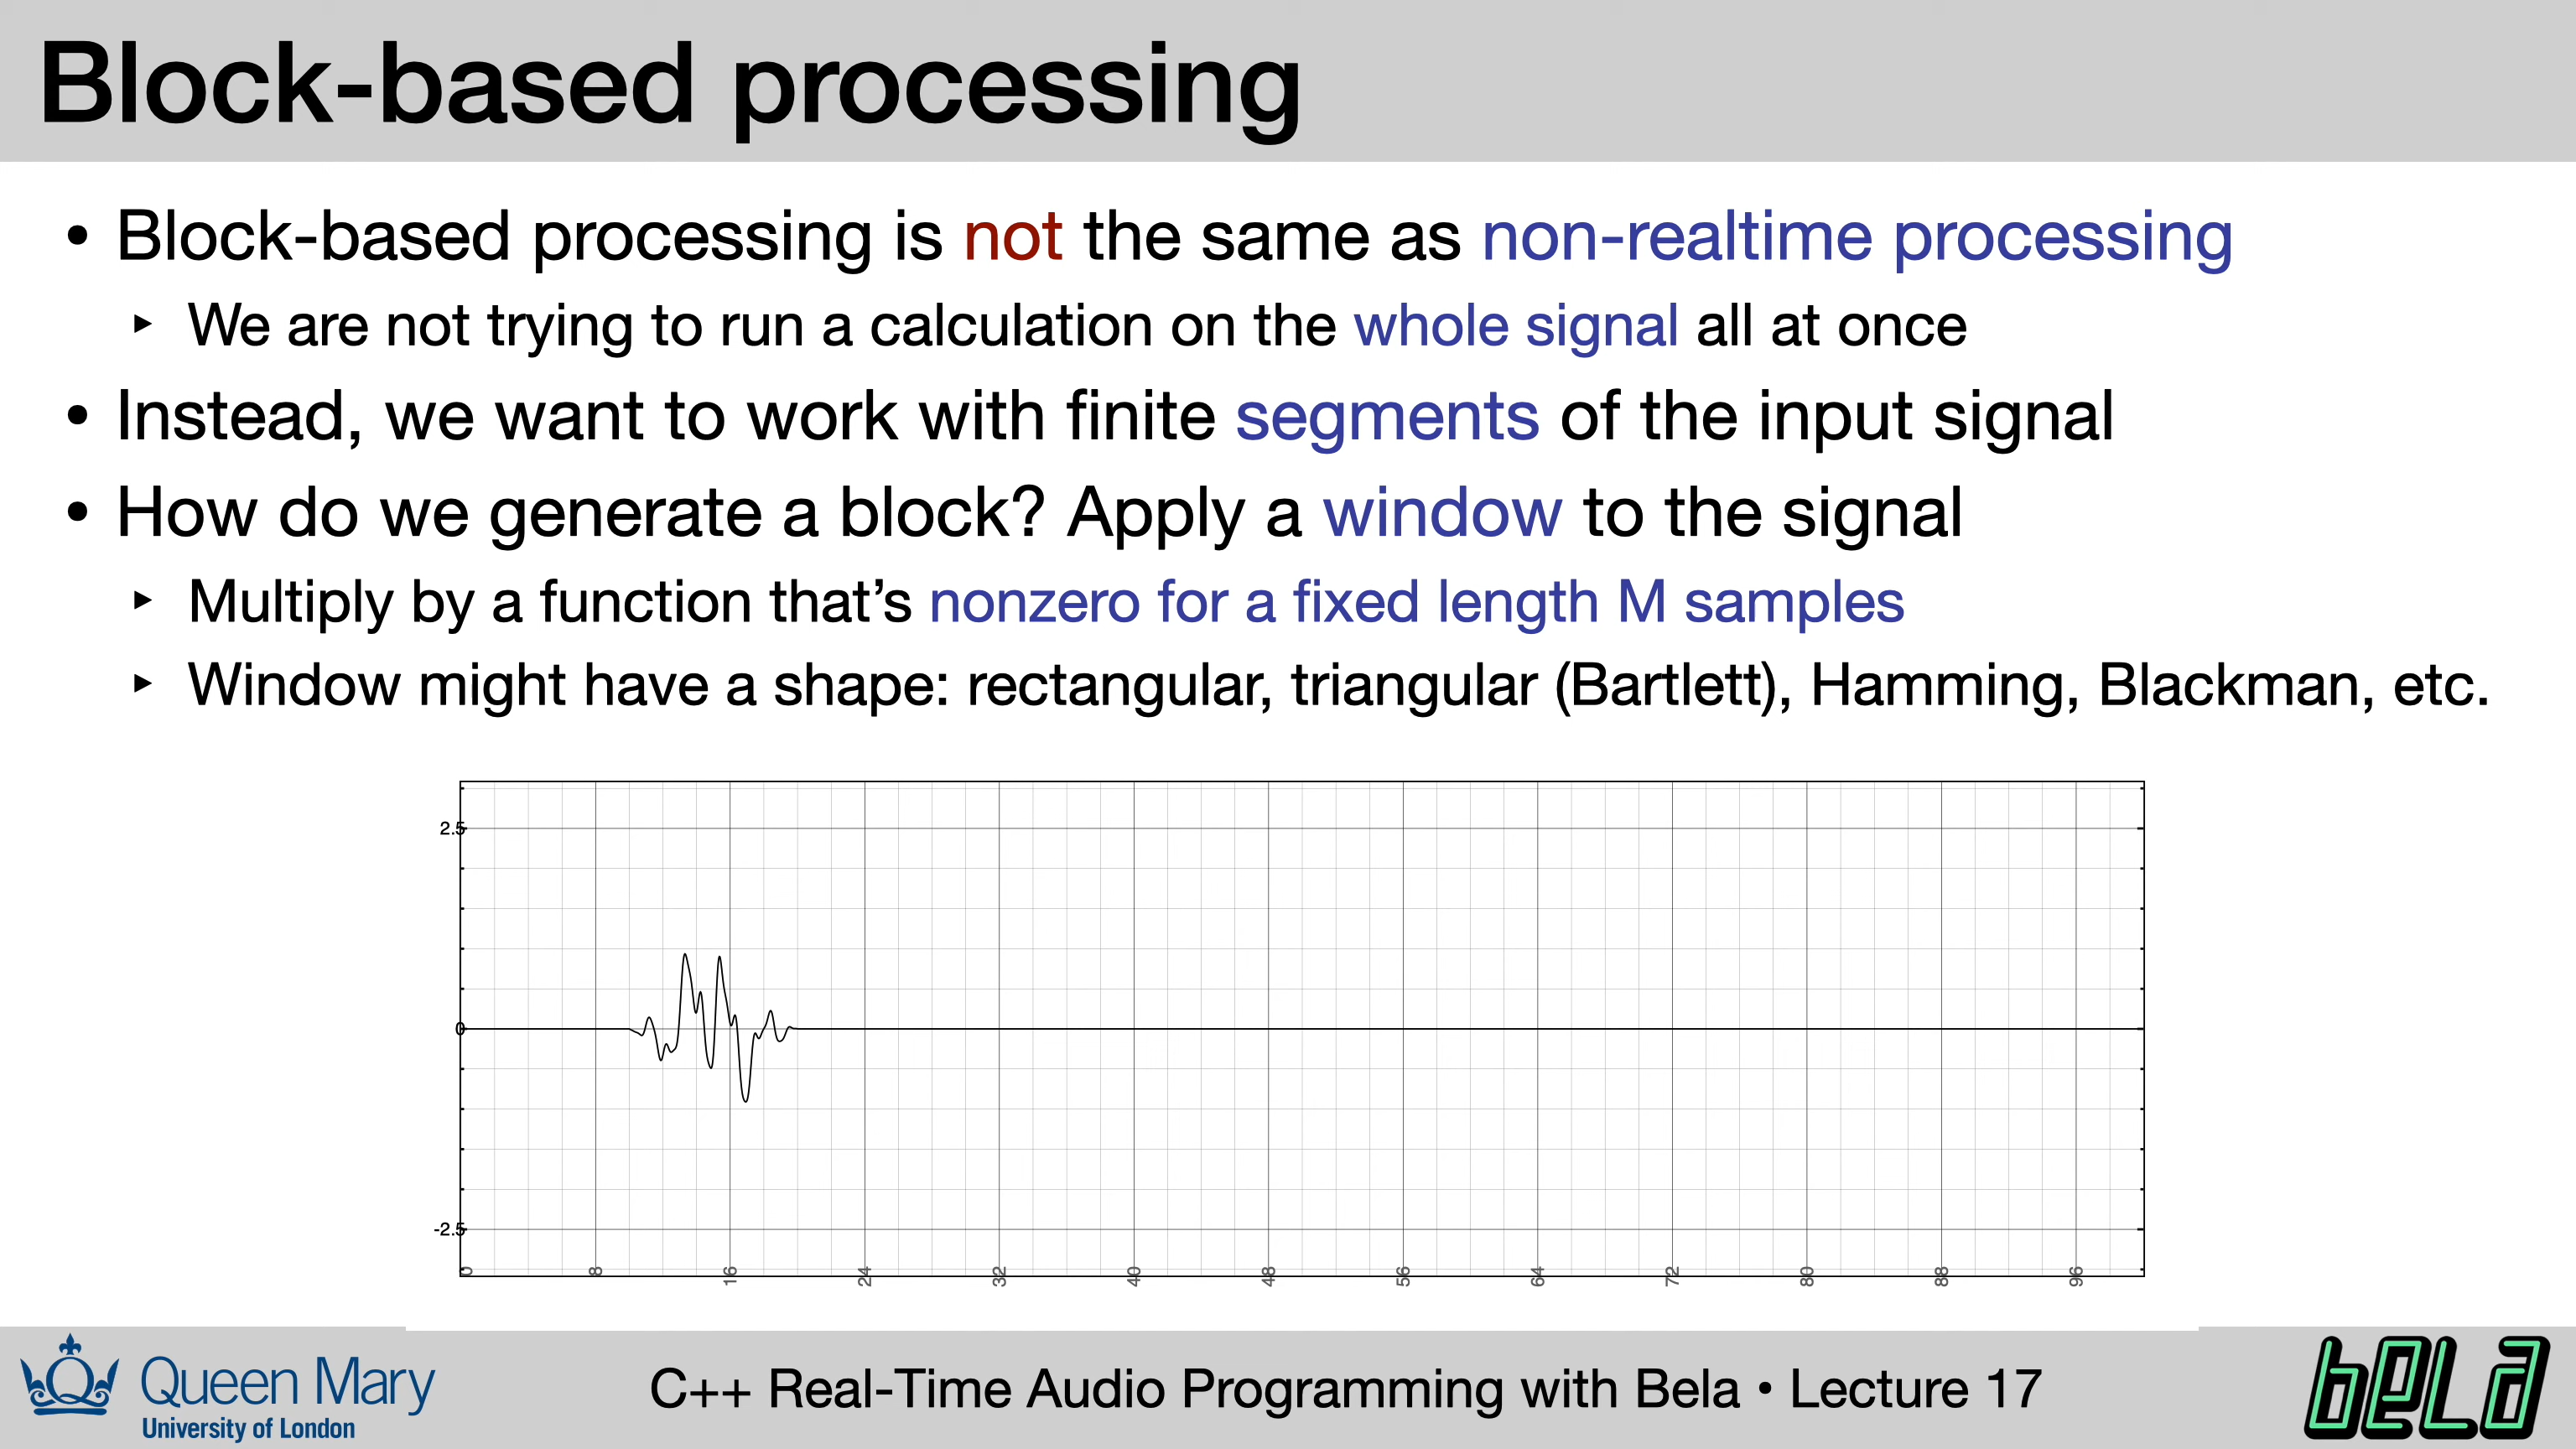 Block-based processing
• Block-based processing is not the same as non-realtime processing
‣ We are not trying to run a calculation on the whole signal all at once
• Instead, we want to work with finite segments of the input signal
• How do we generate a block? Apply a window to the signal
‣ Multiply by a function that’s nonzero for a fixed length M samples
‣ Window might have a shape: rectangular, triangular (Bartlett), Hamming, Blackman, etc.
2.5
0
-2.5
0 8 16 24 32 40 48 56 64 72 80 88 96
Queen Mary
University of London
C++ Real-Time Audio Programming with Bela • Lecture 17
bela